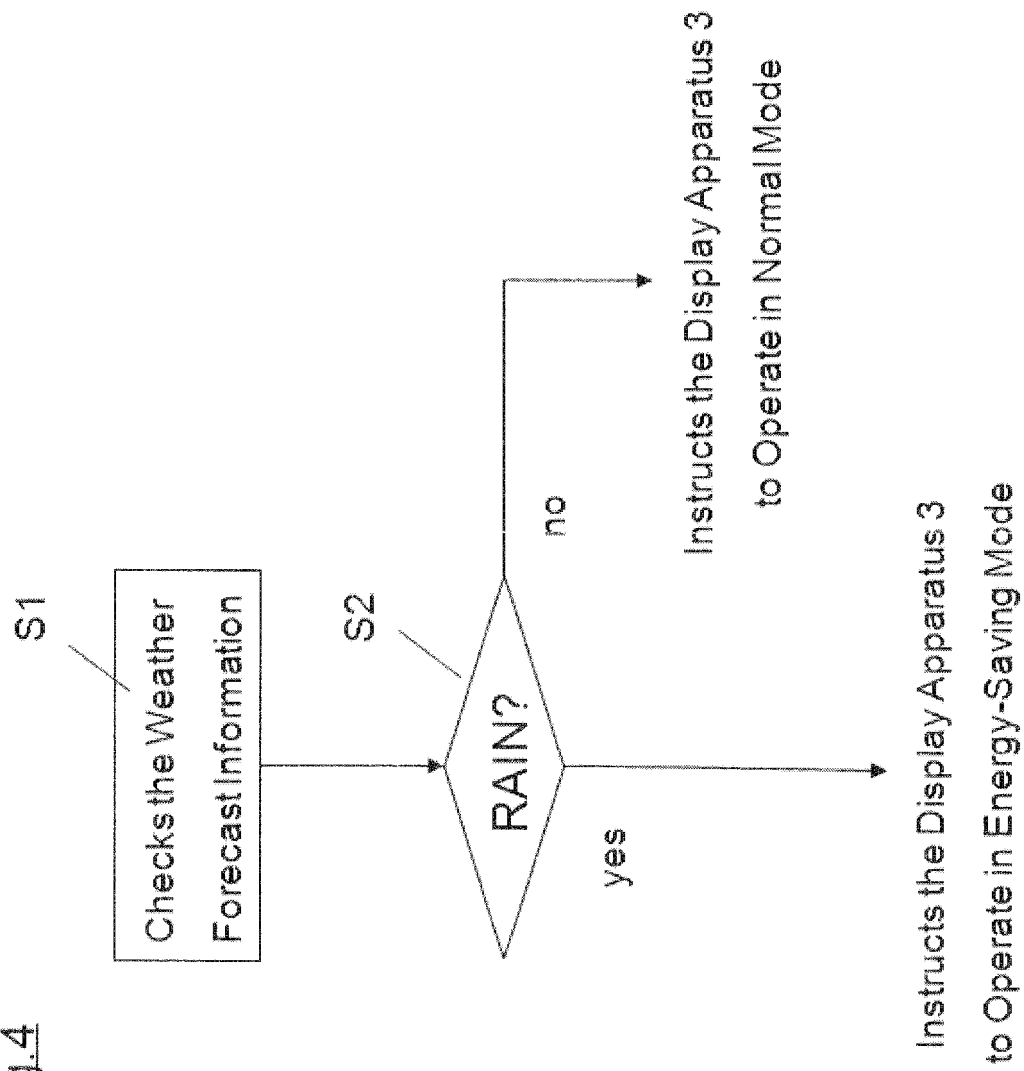 S1
Checks the Weather
Forecast Information
S2
RAIN?
no
yes
Instructs the Display Apparatus 3
to Operate in Normal Mode
Instructs the Display Apparatus 3
to Operate in Energy-Saving Mode